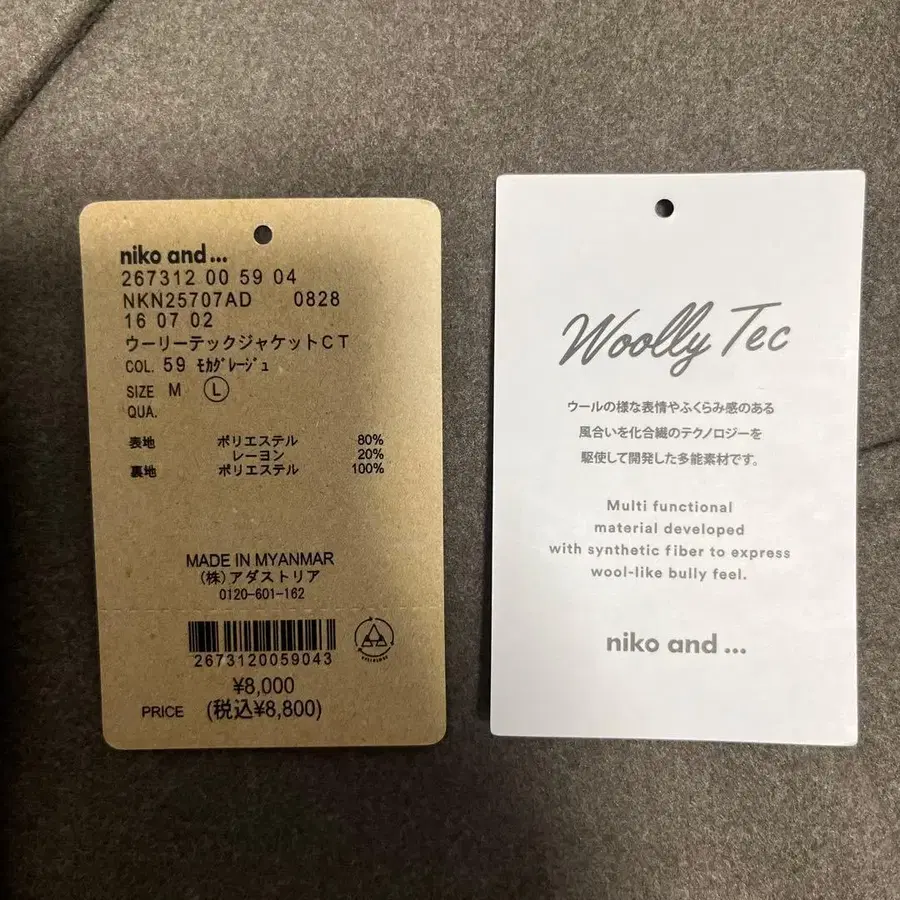 niko and ...
267312 00 59 04
NKN25707AD 0828
16 07 02
ウーリーテックジャケットCT
COL. 59 ﾓｶｸﾞﾚｰｼﾞｭ
SIZE M Ⓛ
QUA.
表地 ポリエステル 80%
レーヨン 20%
裏地 ポリエステル 100%
MADE IN MYANMAR
(株)アダストリア
0120-601-162
2673120059043
¥8,000
PRICE (税込¥8,800)
Woolly Tec
ウールの様な表情やふくらみ感のある
風合いを化合繊のテクノロジーを
駆使して開発した多能素材です。
Multi functional
material developed
with synthetic fiber to express
wool-like bully feel.
niko and ...